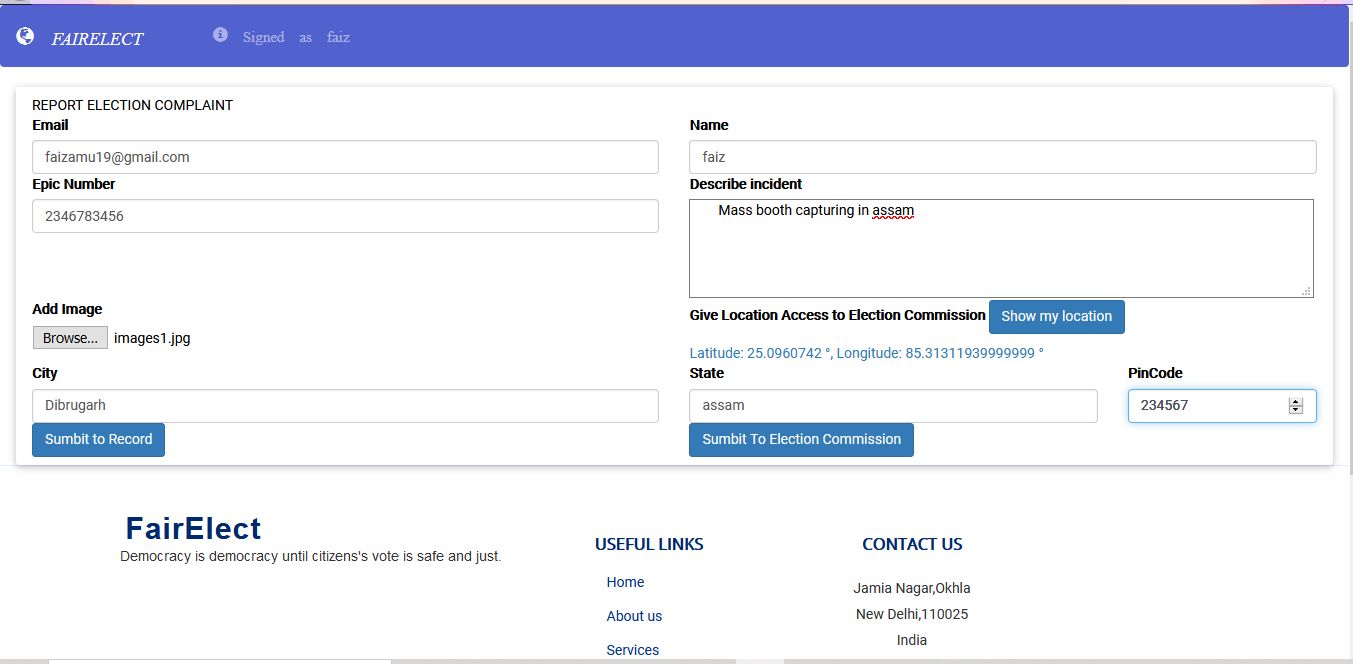 FAIRELECT
Signed as faiz
REPORT ELECTION COMPLAINT
Email
Name
faizamu19@gmail.com
faiz
Epic Number
Describe incident
2346783456
Mass booth capturing in assam
Add Image
Give Location Access to Election Commission
Show my location
Browse...
images1.jpg
Latitude: 25.0960742 °, Longitude: 85.31311939999999 °
City
State
PinCode
Dibrugarh
assam
234567
Sumbit to Record
Sumbit To Election Commission
FairElect
Democracy is democracy until citizens's vote is safe and just.
USEFUL LINKS
Home
About us
Services
CONTACT US
Jamia Nagar,Okhla
New Delhi,110025
India